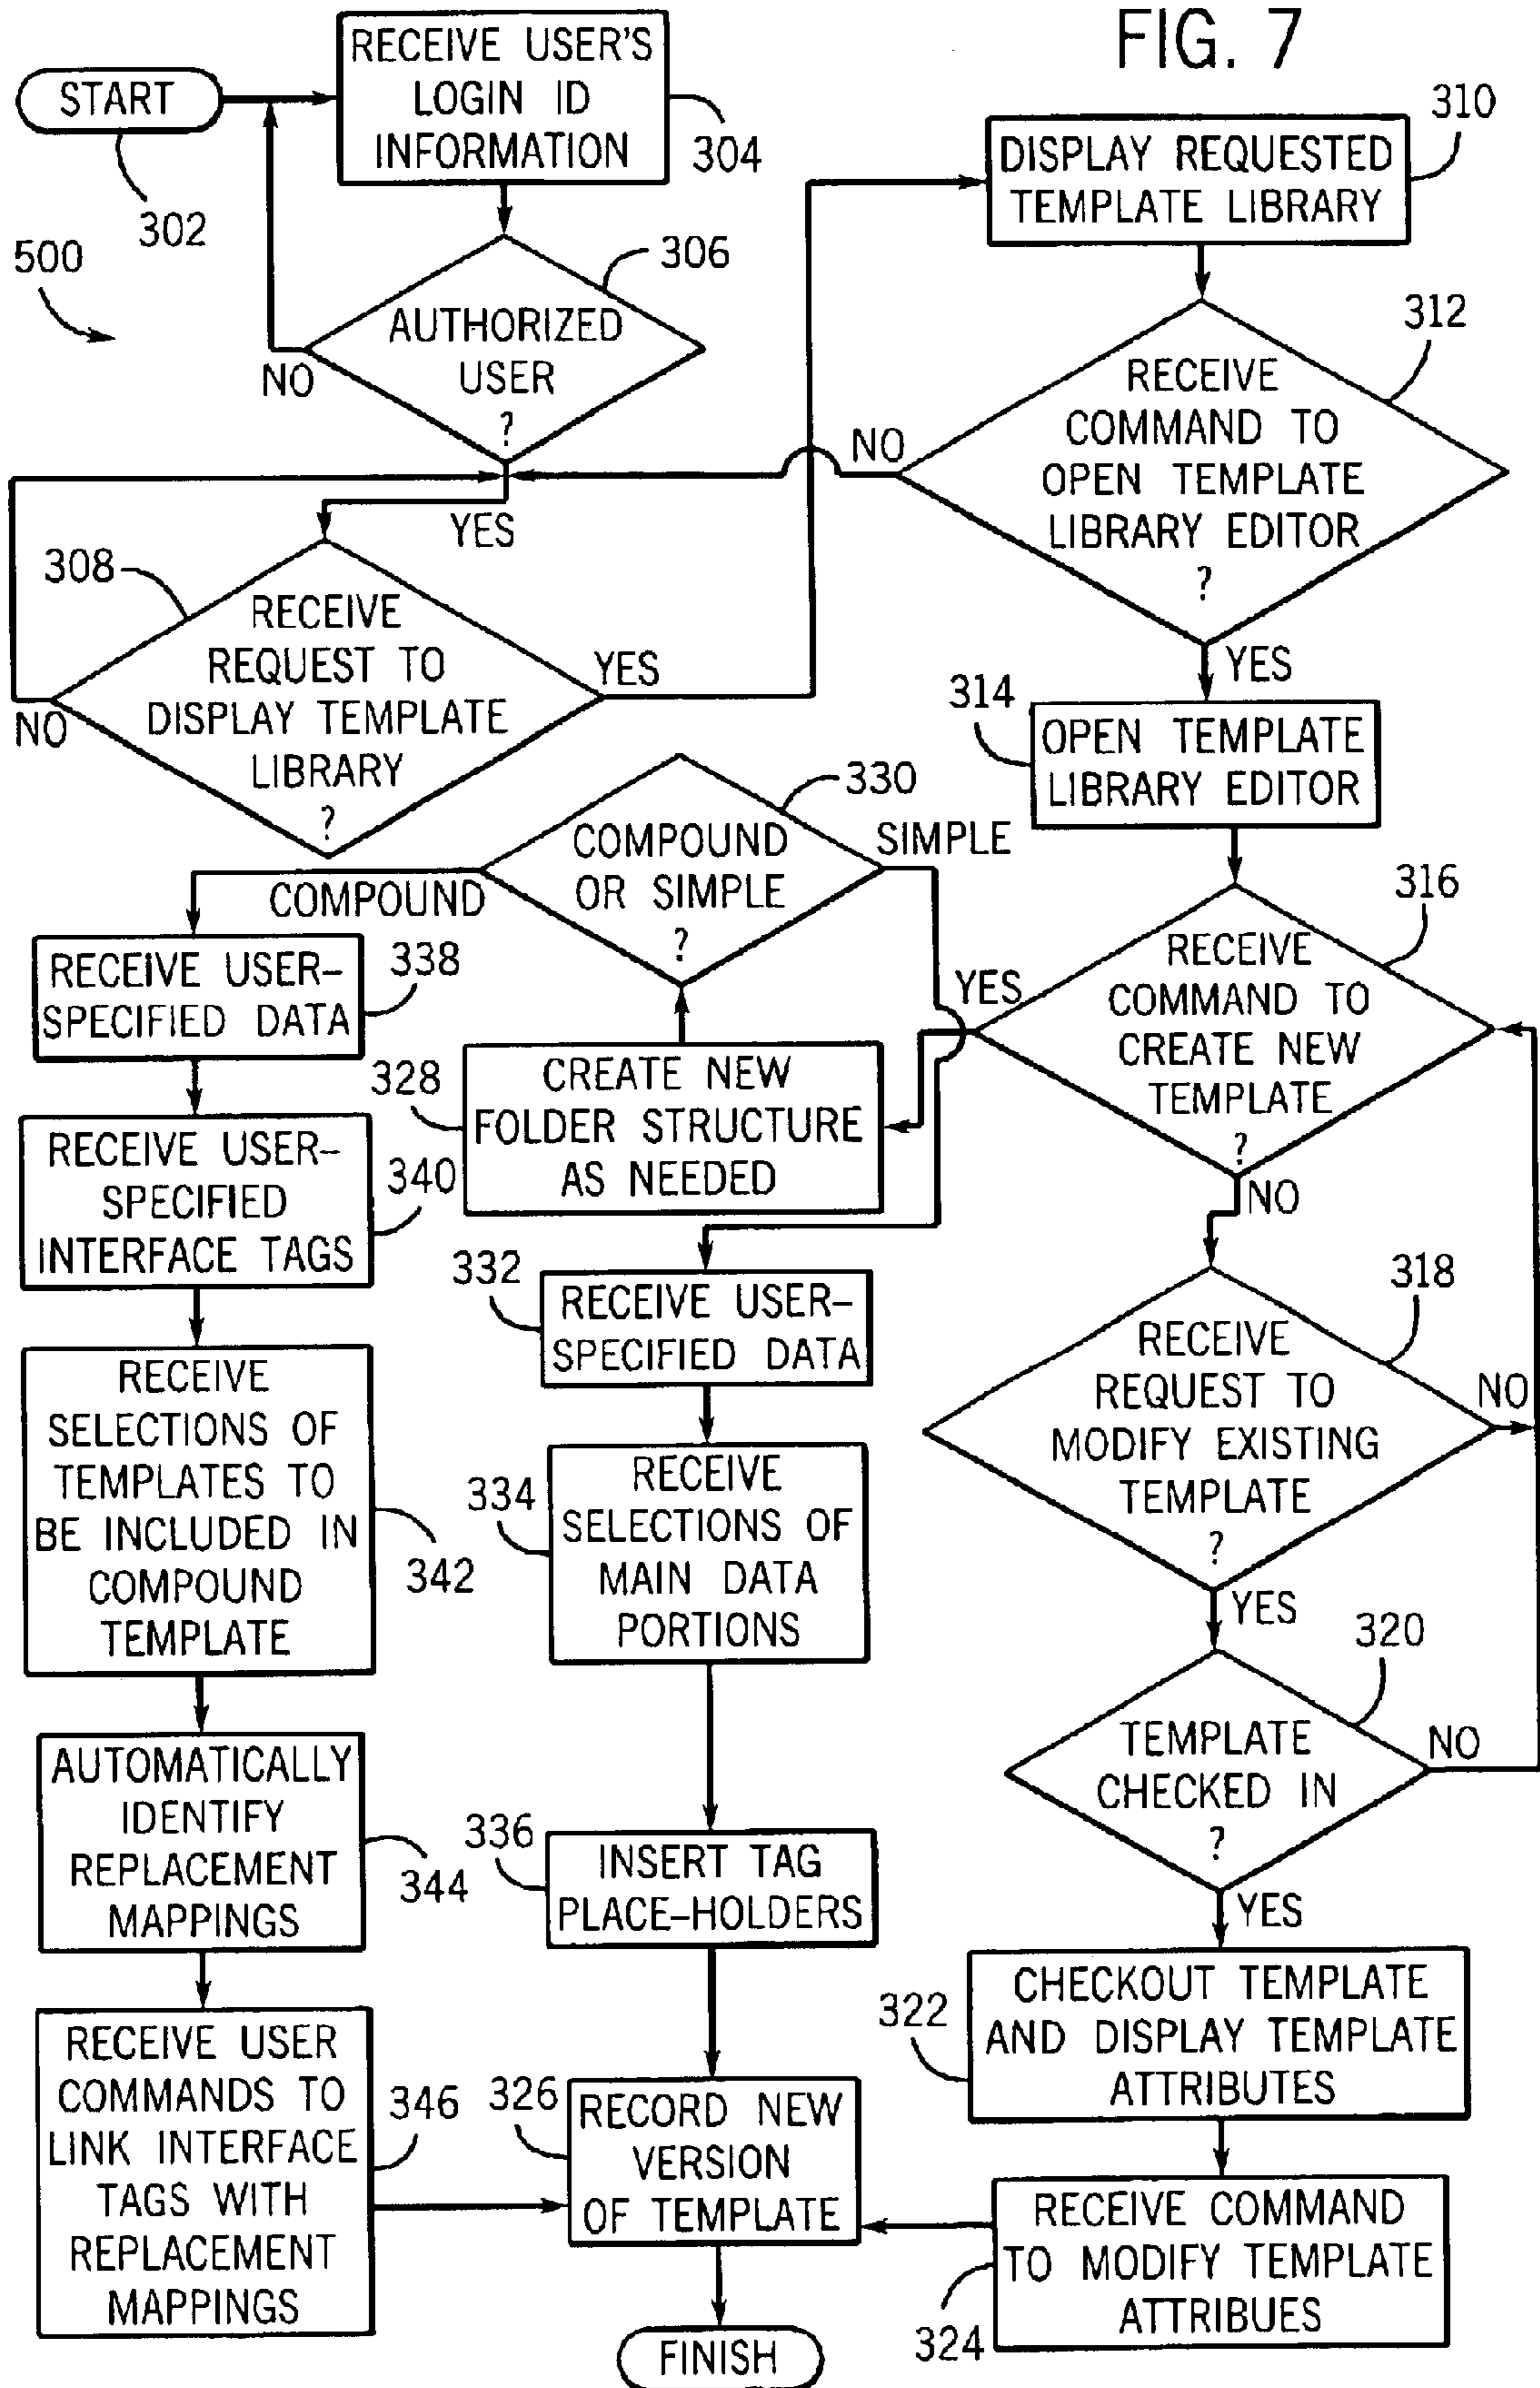 FIG. 7
START
302
500
RECEIVE USER'S
LOGIN ID
INFORMATION
304
AUTHORIZED
USER
?
306
NO
YES
308
RECEIVE
REQUEST TO
DISPLAY TEMPLATE
LIBRARY
?
NO
YES
DISPLAY REQUESTED
TEMPLATE LIBRARY
310
RECEIVE
COMMAND TO
OPEN TEMPLATE
LIBRARY EDITOR
?
312
NO
YES
314
OPEN TEMPLATE
LIBRARY EDITOR
RECEIVE
COMMAND TO
CREATE NEW
TEMPLATE
?
316
YES
NO
RECEIVE
REQUEST TO
MODIFY EXISTING
TEMPLATE
?
318
NO
YES
TEMPLATE
CHECKED IN
?
320
NO
YES
322
CHECKOUT TEMPLATE
AND DISPLAY TEMPLATE
ATTRIBUTES
324
RECEIVE COMMAND
TO MODIFY TEMPLATE
ATTRIBUES
328
CREATE NEW
FOLDER STRUCTURE
AS NEEDED
COMPOUND
OR SIMPLE
?
330
SIMPLE
COMPOUND
332
RECEIVE USER-
SPECIFIED DATA
334
RECEIVE
SELECTIONS OF
MAIN DATA
PORTIONS
336
INSERT TAG
PLACE-HOLDERS
RECEIVE USER-
SPECIFIED DATA
338
RECEIVE USER-
SPECIFIED
INTERFACE TAGS
340
RECEIVE
SELECTIONS OF
TEMPLATES TO
BE INCLUDED IN
COMPOUND
TEMPLATE
342
AUTOMATICALLY
IDENTIFY
REPLACEMENT
MAPPINGS
344
RECEIVE USER
COMMANDS TO
LINK INTERFACE
TAGS WITH
REPLACEMENT
MAPPINGS
346
326
RECORD NEW
VERSION
OF TEMPLATE
FINISH